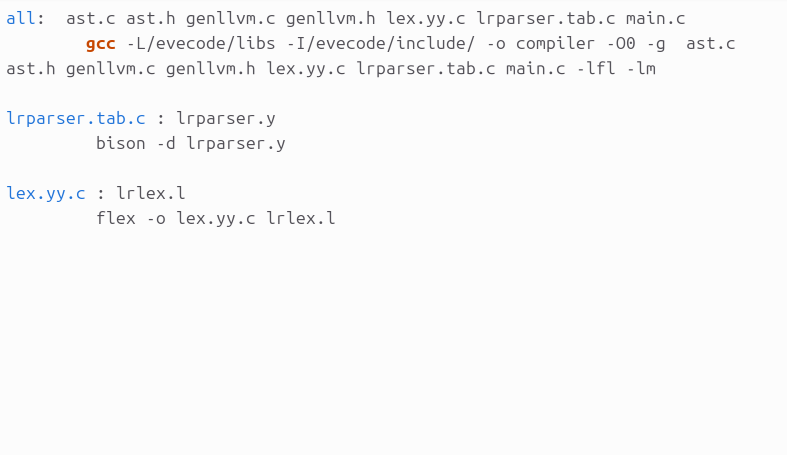 all:  ast.c ast.h genllvm.c genllvm.h lex.yy.c lrparser.tab.c main.c
        gcc -L/evecode/libs -I/evecode/include/ -o compiler -O0 -g  ast.c
ast.h genllvm.c genllvm.h lex.yy.c lrparser.tab.c main.c -lfl -lm

lrparser.tab.c : lrparser.y
         bison -d lrparser.y

lex.yy.c : lrlex.l
         flex -o lex.yy.c lrlex.l